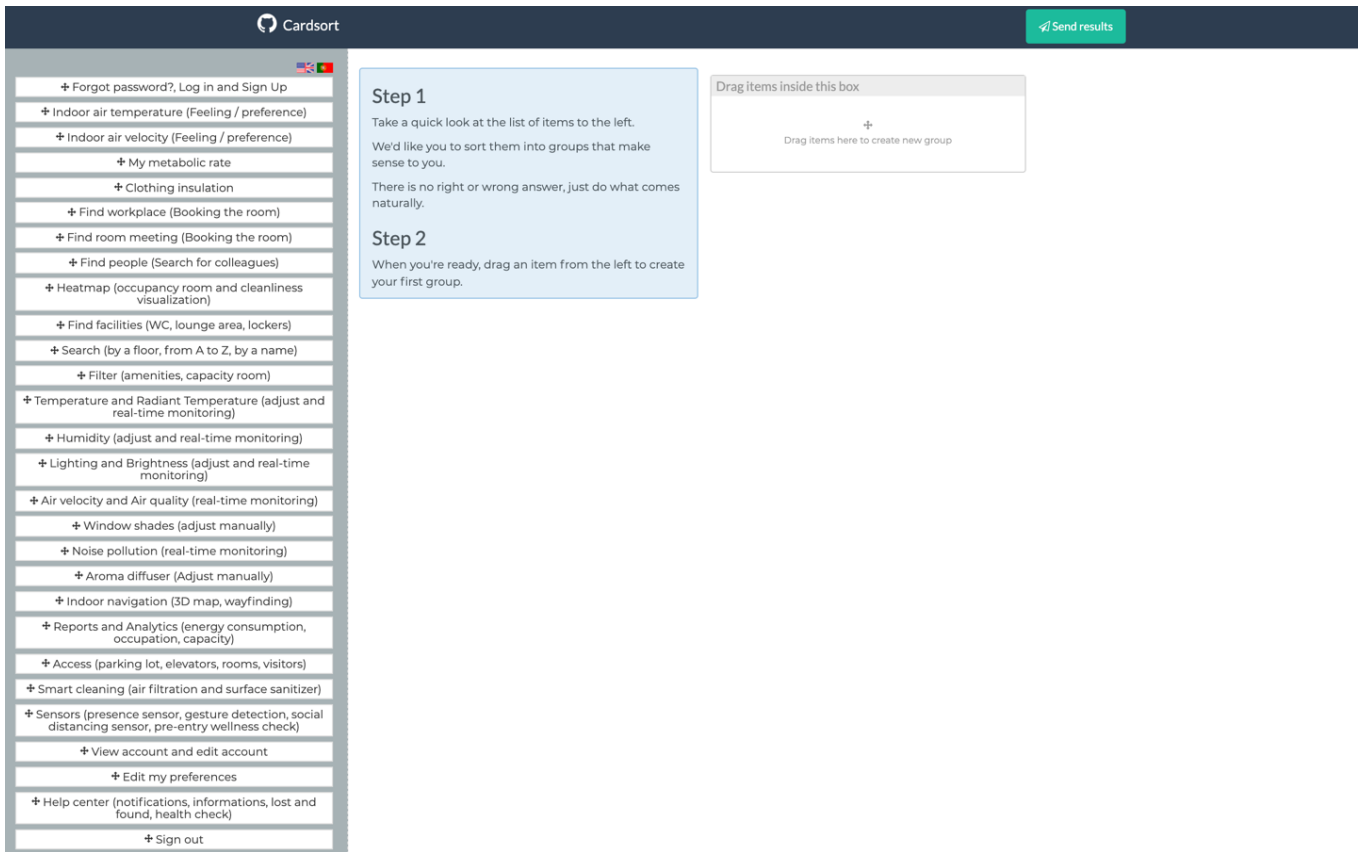 Cardsort
Send results
Forgot password?, Log in and Sign Up
Indoor air temperature (Feeling / preference)
Indoor air velocity (Feeling / preference)
My metabolic rate
Clothing insulation
Find workplace (Booking the room)
Find room meeting (Booking the room)
Find people (Search for colleagues)
Heatmap (occupancy room and cleanliness
visualization)
Find facilities (WC, lounge area, lockers)
Search (by a floor, from A to Z, by a name)
Filter (amenities, capacity room)
Temperature and Radiant Temperature (adjust and
real-time monitoring)
Humidity (adjust and real-time monitoring)
Lighting and Brightness (adjust and real-time
monitoring)
Air velocity and Air quality (real-time monitoring)
Window shades (adjust manually)
Noise pollution (real-time monitoring)
Aroma diffuser (Adjust manually)
Indoor navigation (3D map, wayfinding)
Reports and Analytics (energy consumption,
occupation, capacity)
Access (parking lot, elevators, rooms, visitors)
Smart cleaning (air filtration and surface sanitizer)
Sensors (presence sensor, gesture detection, social
distancing sensor, pre-entry wellness check)
View account and edit account
Edit my preferences
Help center (notifications, informations, lost and
found, health check)
Sign out
Step 1
Take a quick look at the list of items to the left.
We'd like you to sort them into groups that make
sense to you.
There is no right or wrong answer, just do what comes
naturally.
Step 2
When you're ready, drag an item from the left to create
your first group.
Drag items inside this box
Drag items here to create new group